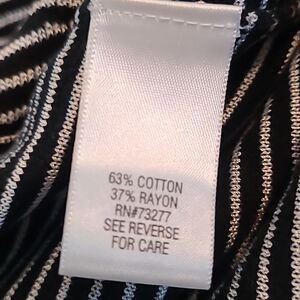 63% COTTON
37% RAYON
RN#73277
SEE REVERSE
FOR CARE